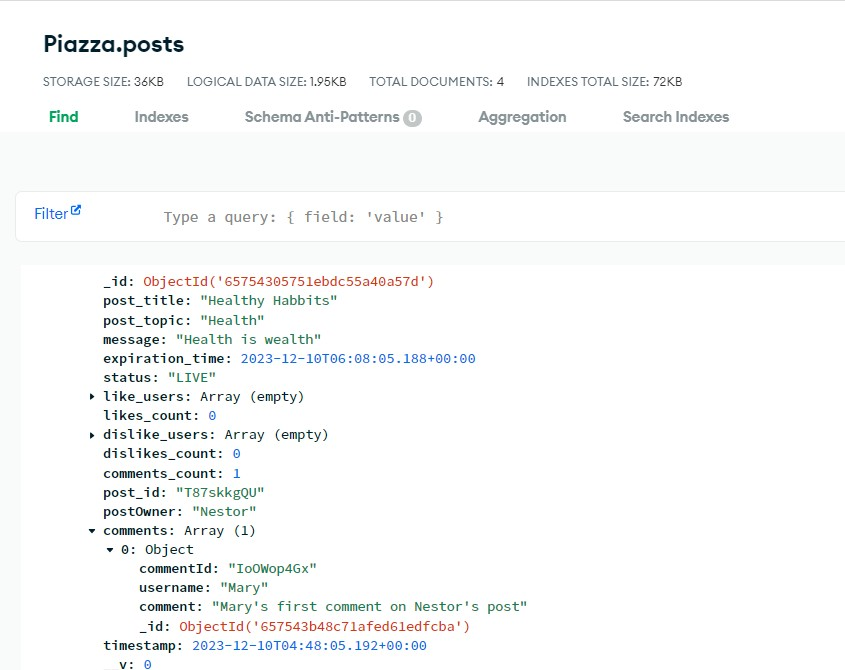 Piazza.posts
STORAGE SIZE: 36KB LOGICAL DATA SIZE: 1.95KB TOTAL DOCUMENTS: 4 INDEXES TOTAL SIZE: 72KB
Find Indexes Schema Anti-Patterns 0 Aggregation Search Indexes
Filter Type a query: { field: 'value' }
_id: ObjectId('65754305751ebdc55a40a57d')
post_title: "Healthy Habbits"
post_topic: "Health"
message: "Health is wealth"
expiration_time: 2023-12-10T06:08:05.188+00:00
status: "LIVE"
like_users: Array (empty)
likes_count: 0
dislike_users: Array (empty)
dislikes_count: 0
comments_count: 1
post_id: "T87skkgQU"
postOwner: "Nestor"
comments: Array (1)
0: Object
commentId: "IoOWop4Gx"
username: "Mary"
comment: "Mary's first comment on Nestor's post"
_id: ObjectId('657543b48c71afed61edfcba')
timestamp: 2023-12-10T04:48:05.192+00:00
__v: 0